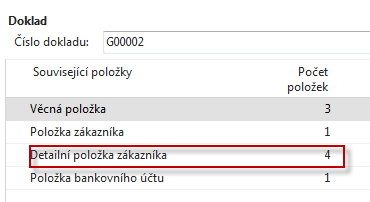 Doklad
Číslo dokladu: G00002
Související položky Počet položek
Věcná položka 3
Položka zákazníka 1
Detailní položka zákazníka 4
Položka bankovního účtu 1